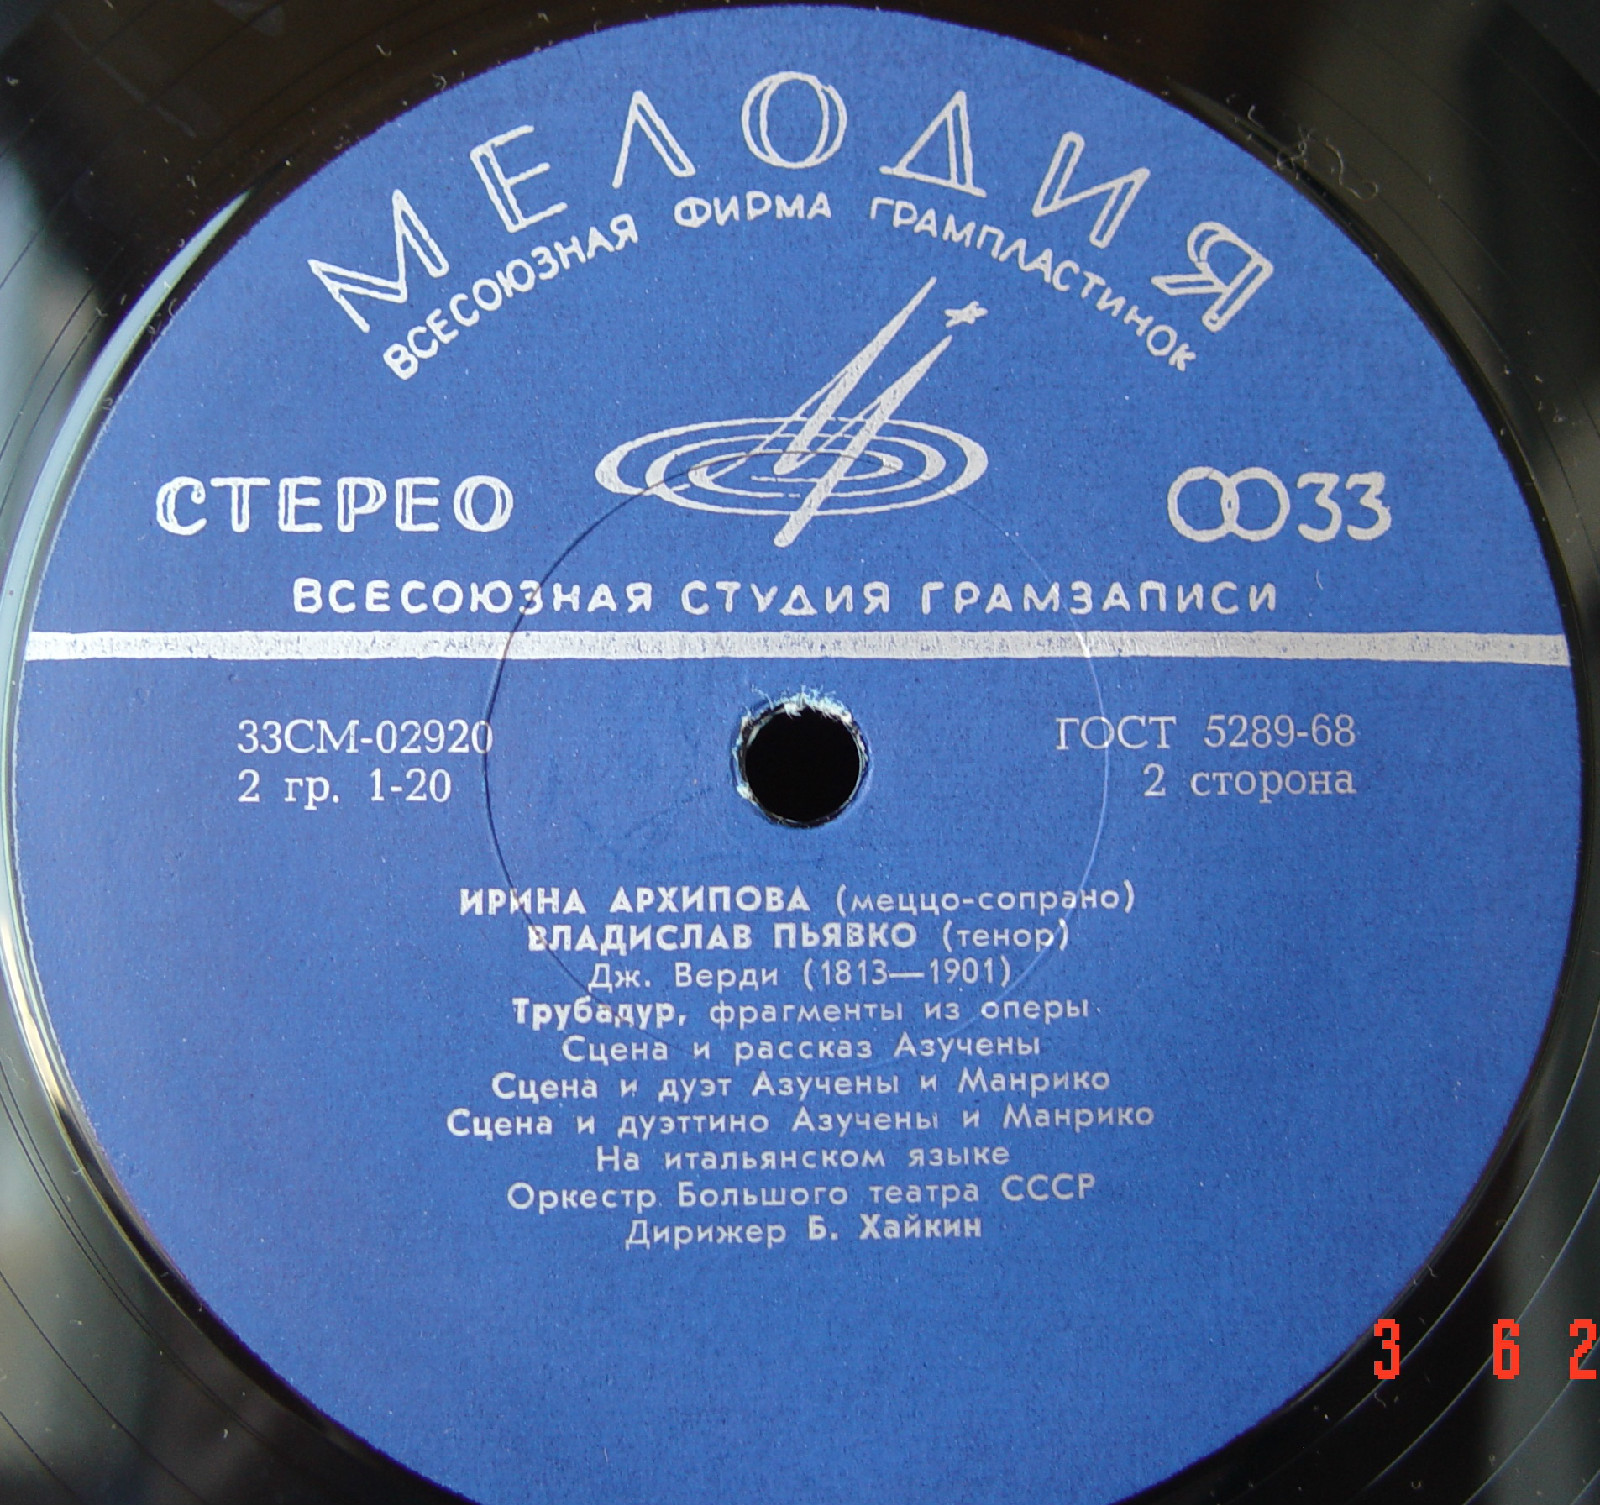 МЕЛОДИЯ
ВСЕСОЮЗНАЯ ФИРМА ГРАМПЛАСТИНОК
СТЕРЕО
33
ВСЕСОЮЗНАЯ СТУДИЯ ГРАМЗАПИСИ
33СМ-02920
ГОСТ 5289-68
2 гр. 1-20
2 сторона
ИРИНА АРХИПОВА (меццо-сопрано)
ВЛАДИСЛАВ ПЬЯВКО (тенор)
Дж. Верди (1813—1901)
Трубадур, фрагменты из оперы
Сцена и рассказ Азучены
Сцена и дуэт Азучены и Манрико
Сцена и дуэттино Азучены и Манрико
На итальянском языке
Оркестр Большого театра СССР
Дирижер Б. Хайкин
3 6 2